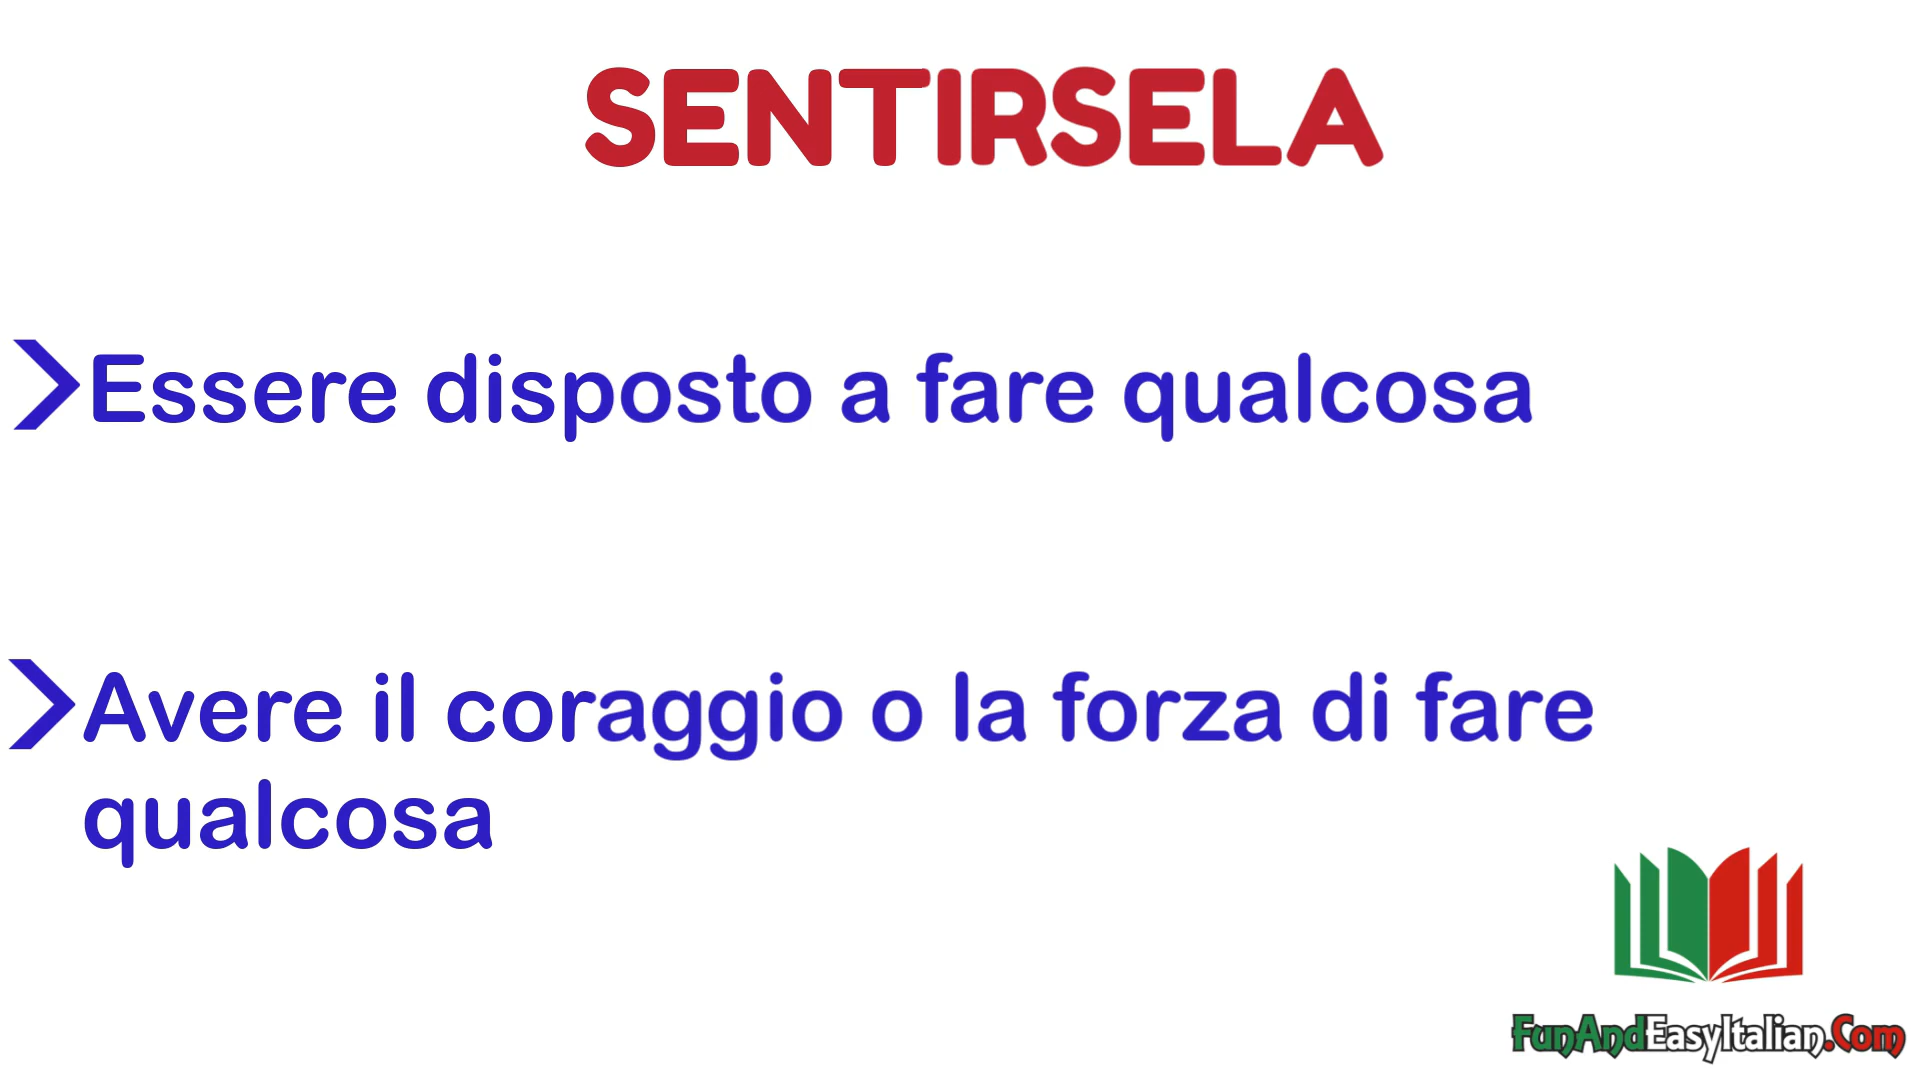 SENTIRSELA
Essere disposto a fare qualcosa
Avere il coraggio o la forza di fare
qualcosa
FunAndEasyItalian.Com